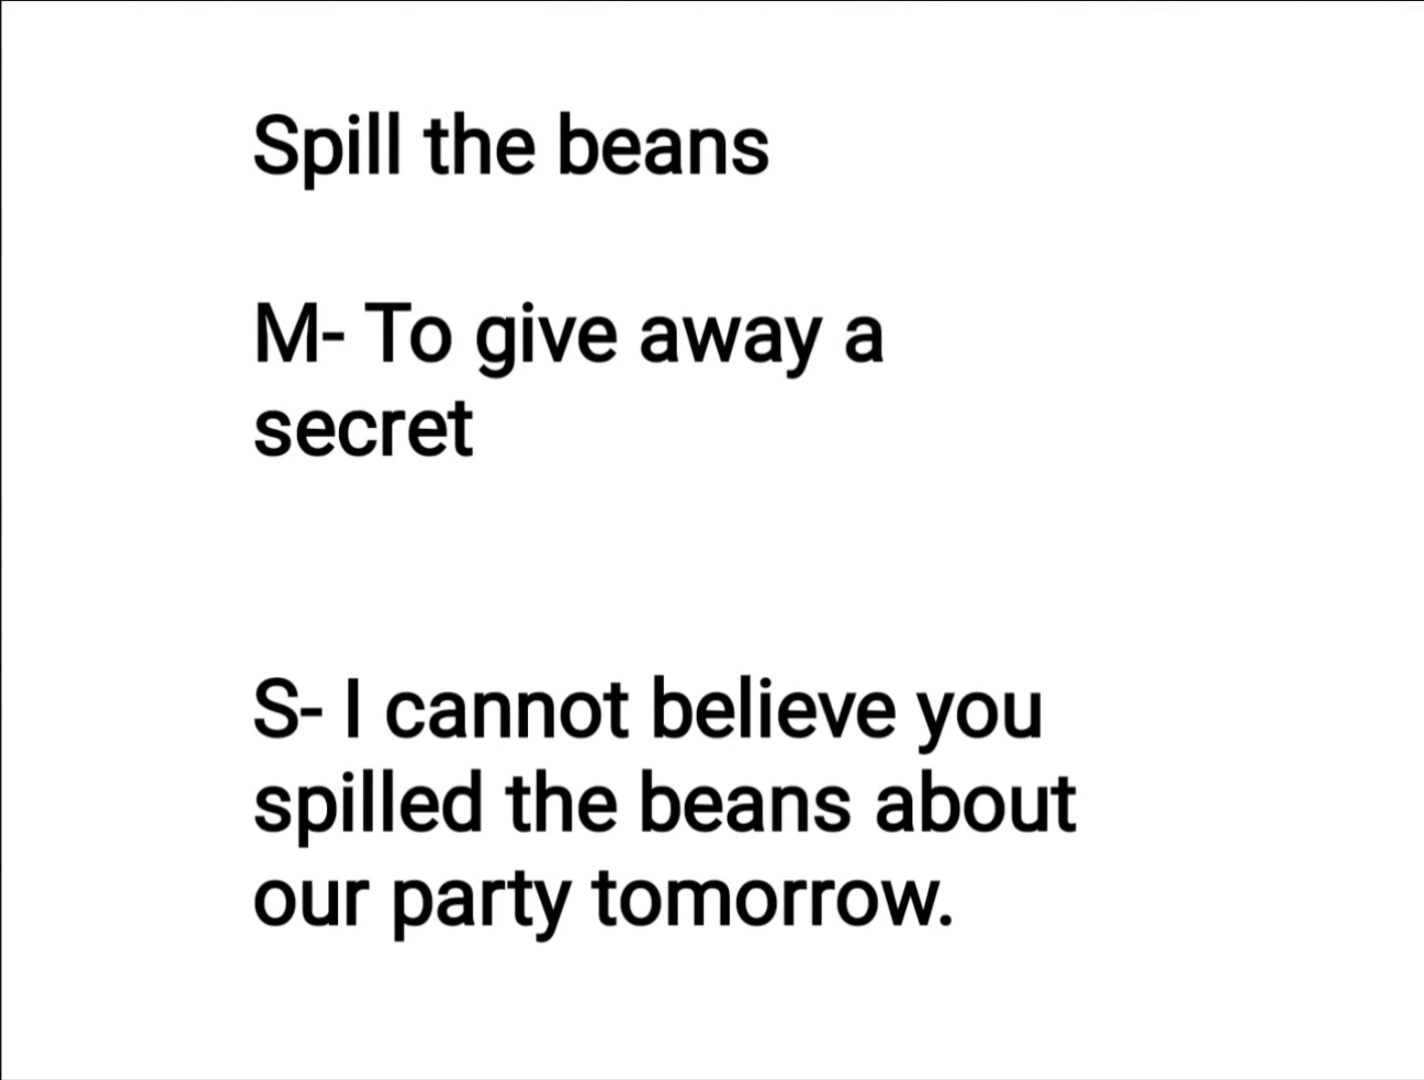 Spill the beans
M- To give away a
secret
S- I cannot believe you
spilled the beans about
our party tomorrow.